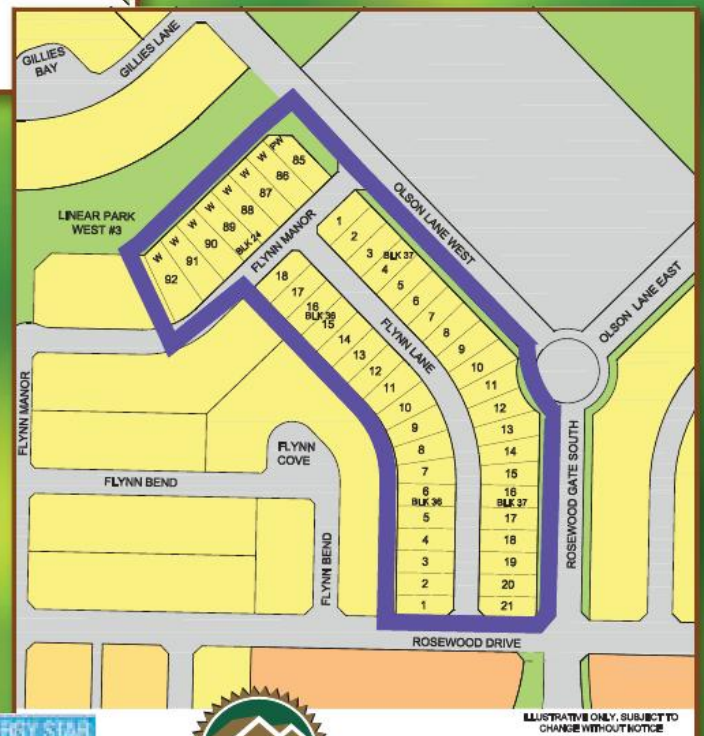 GILLIES
BAY
GILLIES LANE
LINEAR PARK
WEST #3
W W W W W W W PW
85
86
87
88
89
90
91
92
BLK 24
FLYNN MANOR
OLSON LANE WEST
OLSON LANE EAST
1
2
3
BLK 37
4
5
6
7
8
9
10
11
12
13
14
15
16
BLK 37
17
18
19
20
21
18
17
16
BLK 36
15
14
13
12
11
10
9
8
7
6
BLK 36
5
4
3
2
1
FLYNN LANE
FLYNN MANOR
FLYNN
COVE
FLYNN BEND
FLYNN BEND
ROSEWOOD GATE SOUTH
ROSEWOOD DRIVE
ILLUSTRATIVE ONLY. SUBJECT TO
CHANGE WITHOUT NOTICE